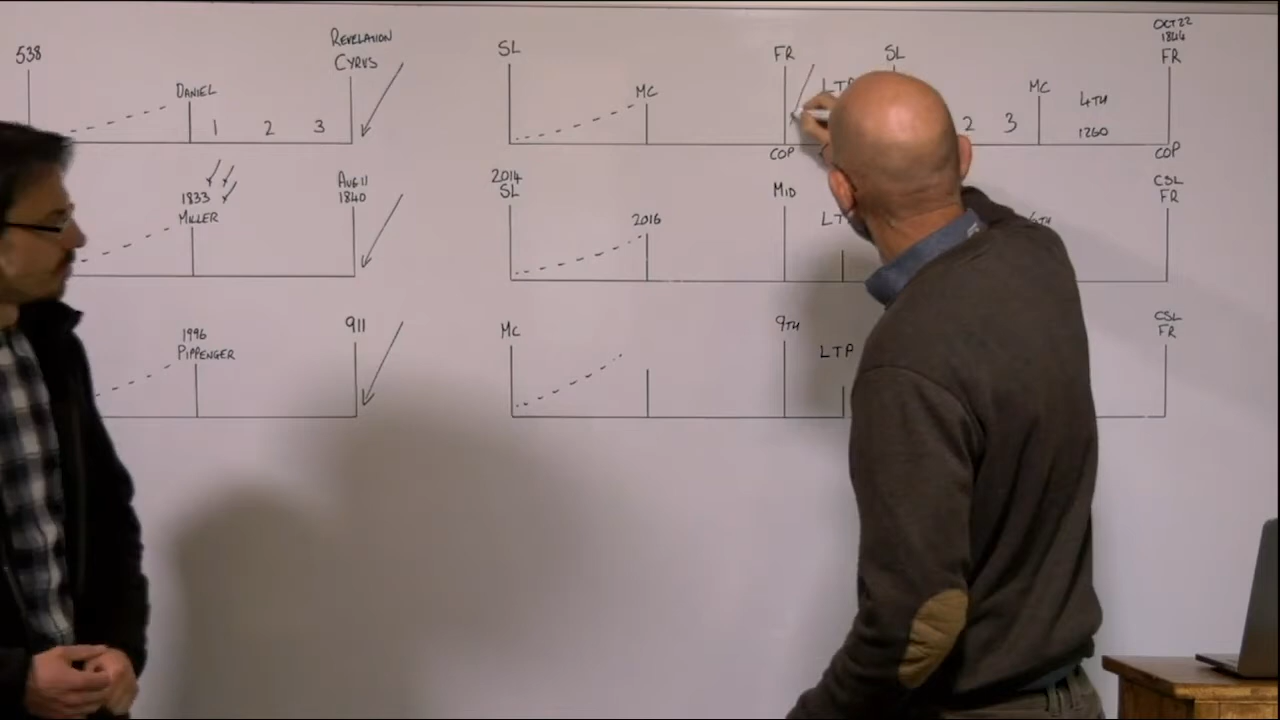 538
DANIEL
1 2 3
REVELATION
CYRUS
SL
MC
FR
COP
SL
2 3
MC
4TH
1260
OCT 22
1844
FR
COP
1833
MILLER
AUG 11
1840
2014
SL
2016
MID
CSL
FR
1996
PIPPENGER
911
MC
9TH
LTP
CSL
FR